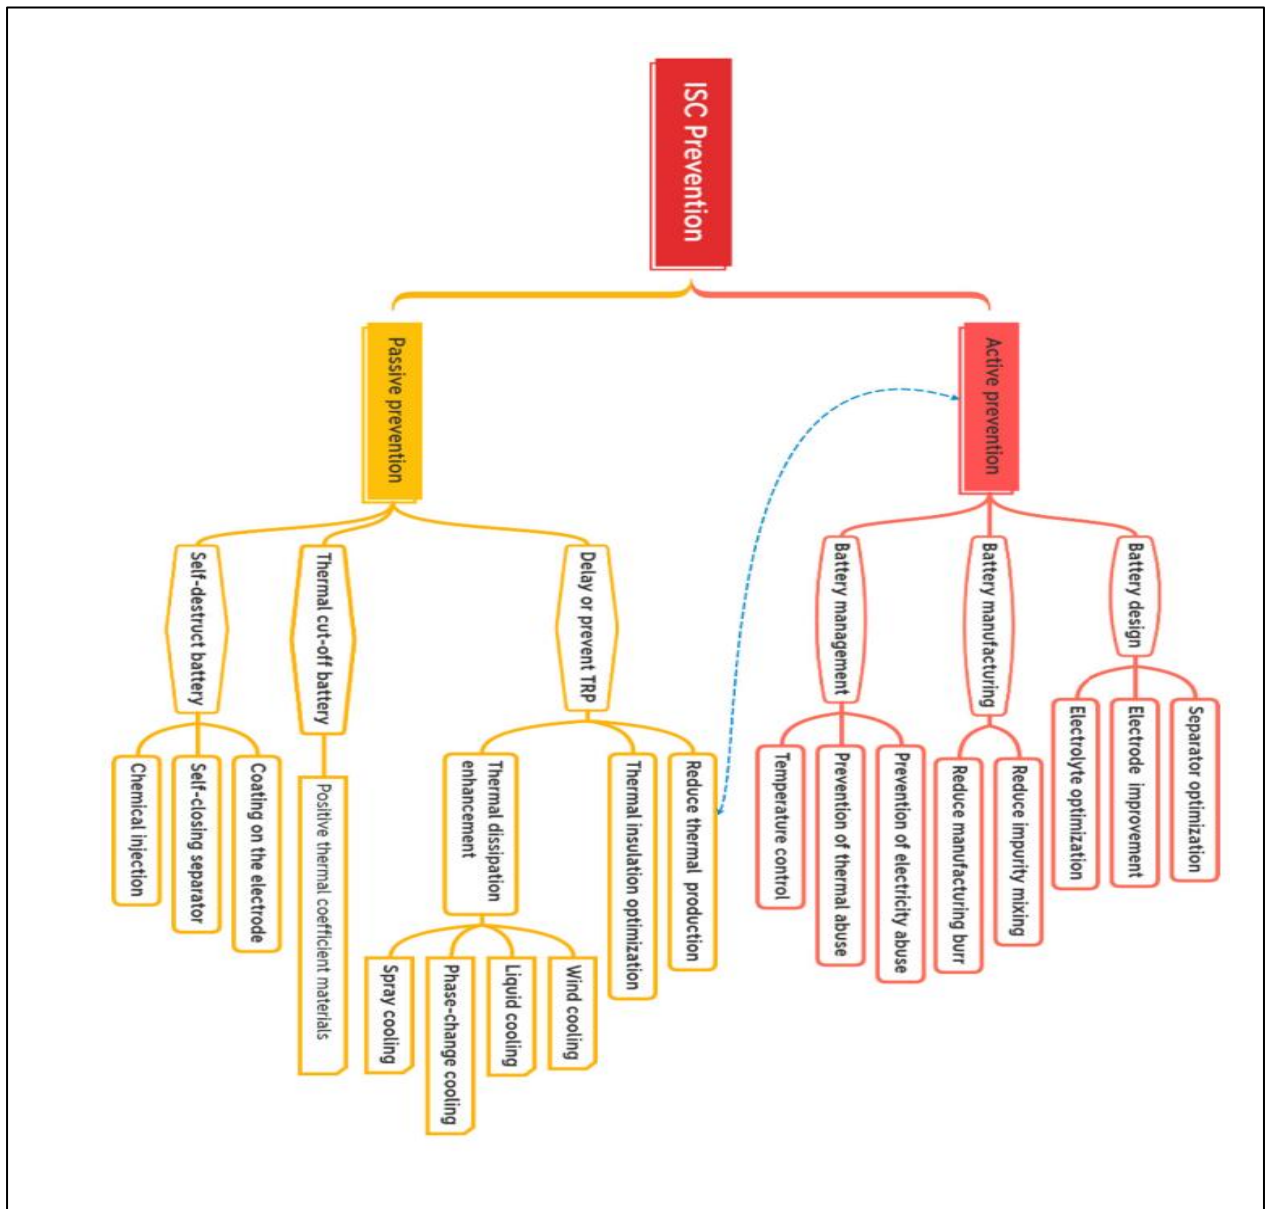 ISC Prevention
Active prevention
Battery design
Separator optimization
Electrode improvement
Electrolyte optimization
Battery manufacturing
Reduce impurity mixing
Reduce manufacturing burr
Battery management
Prevention of electricity abuse
Prevention of thermal abuse
Temperature control
Passive prevention
Delay or prevent TRP
Reduce thermal production
Thermal insulation optimization
Thermal dissipation
enhancement
Wind cooling
Liquid cooling
Phase-change cooling
Spray cooling
Thermal cut-off battery
Positive thermal coefficient materials
Self-destruct battery
Coating on the electrode
Self-closing separator
Chemical injection